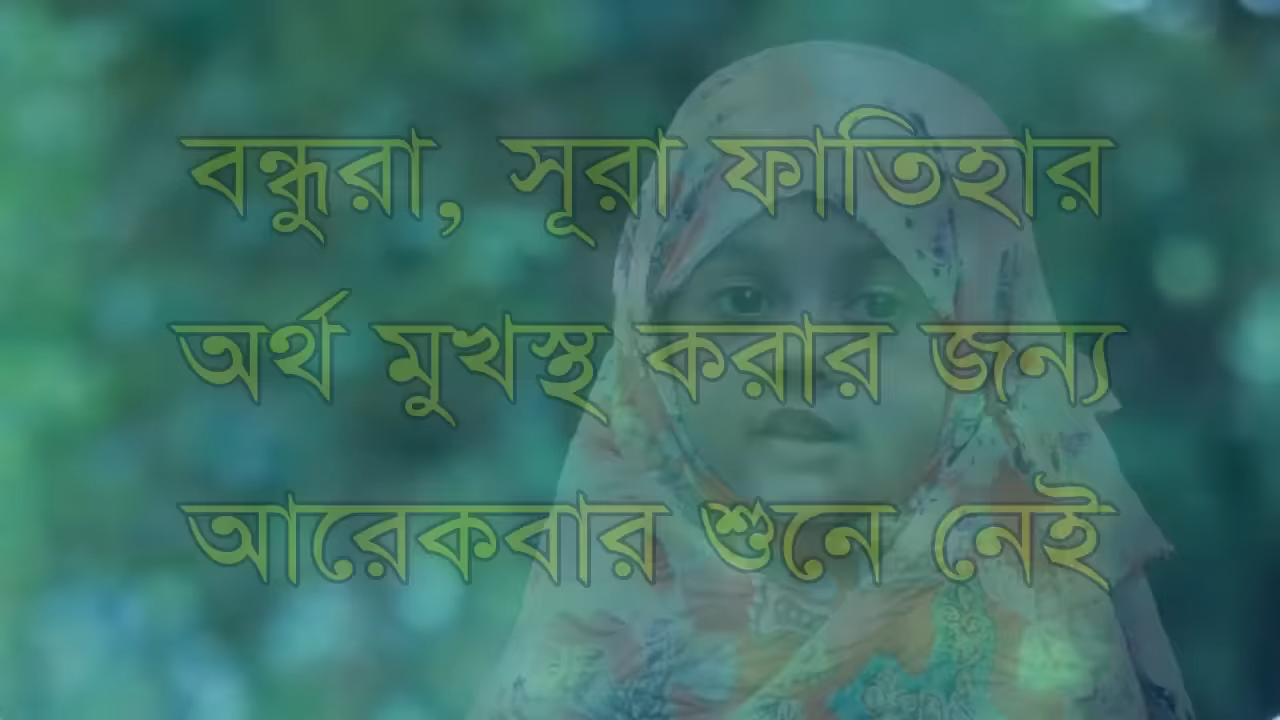 বন্ধুরা, সূরা ফাতিহার
অর্থ মুখস্থ করার জন্য
আরেকবার শুনে নেই